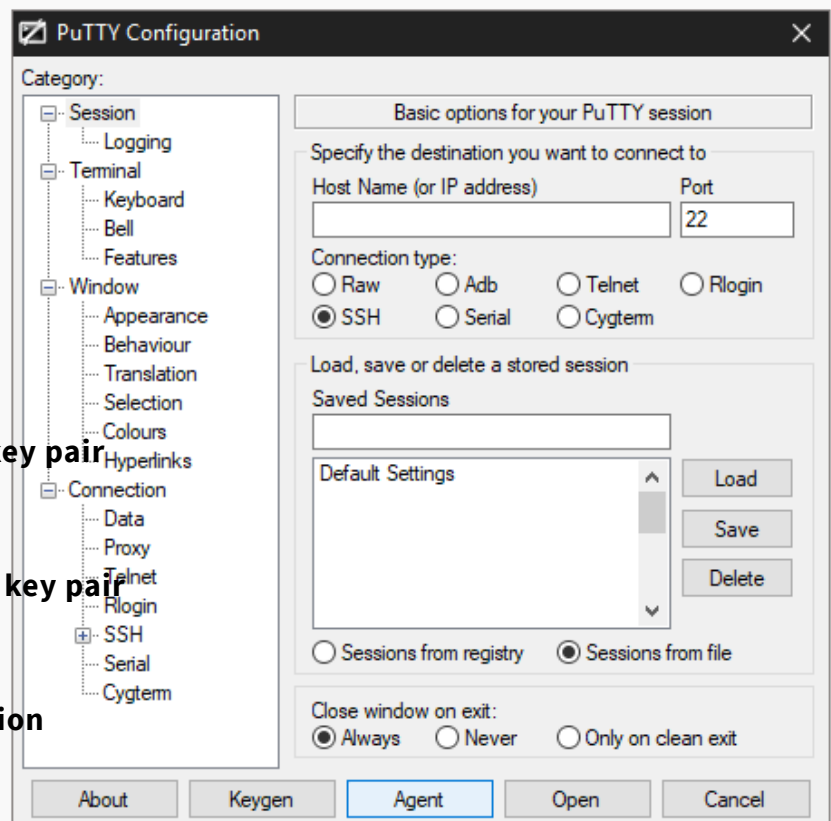 PuTTY Configuration
Category:
Session
Logging
Terminal
Keyboard
Bell
Features
Window
Appearance
Behaviour
Translation
Selection
Colours
Hyperlinks
Connection
Data
Proxy
Telnet
Rlogin
SSH
Serial
Cygterm
key pair
key pair
Basic options for your PuTTY session
Specify the destination you want to connect to
Host Name (or IP address) Port
22
Connection type:
Raw Adb Telnet Rlogin
SSH Serial Cygterm
Load, save or delete a stored session
Saved Sessions
Default Settings
Load
Save
Delete
Sessions from registry Sessions from file
Close window on exit:
Always Never Only on clean exit
About Keygen Agent Open Cancel